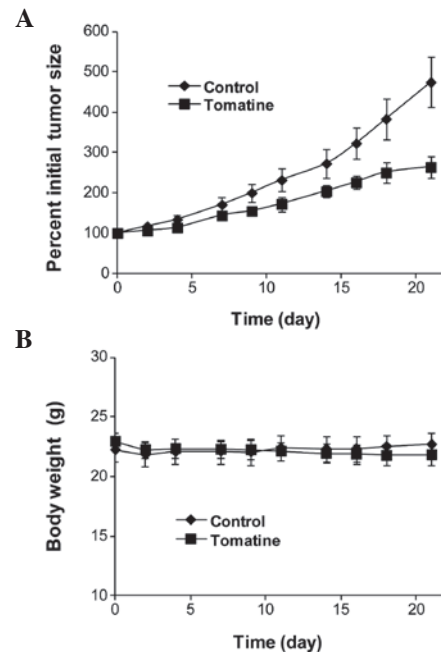 A
600
500
400
300
200
100
0
Percent initial tumor size
Control
Tomatine
0 5 10 15 20
Time (day)
B
30
25
20
15
10
Body weight (g)
Control
Tomatine
0 5 10 15 20
Time (day)